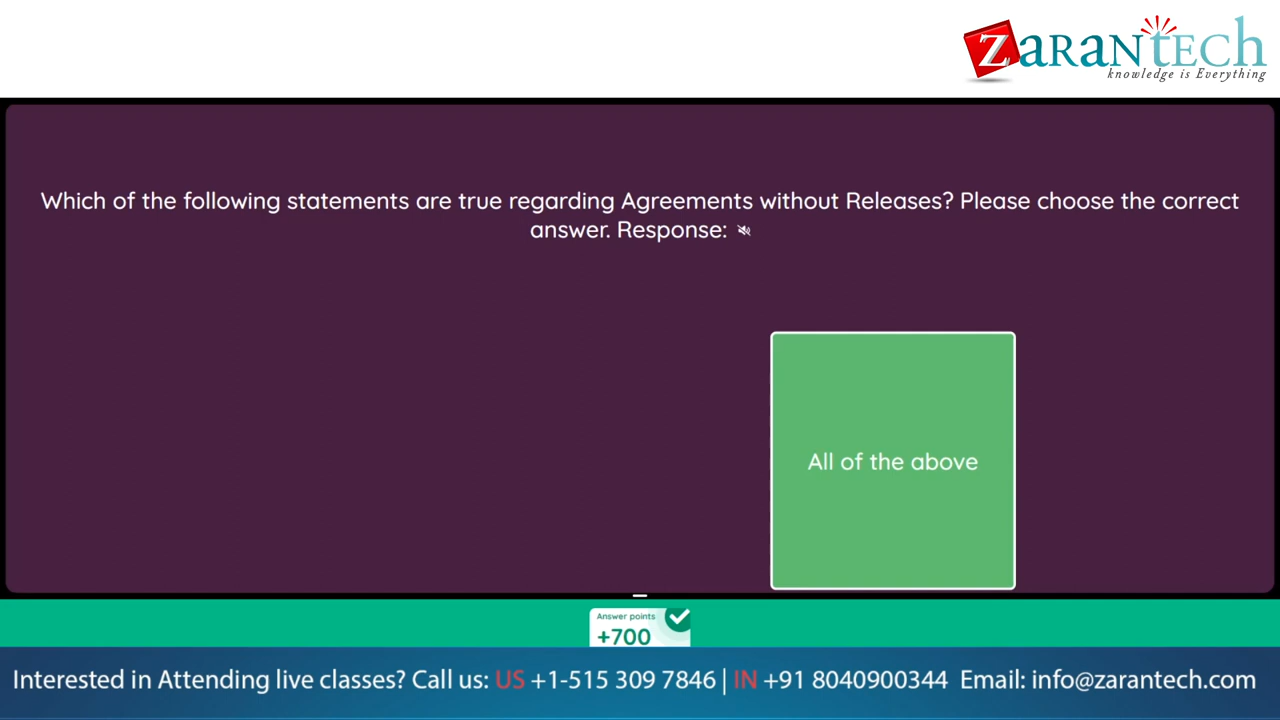 ZaranTech
knowledge is Everything
Which of the following statements are true regarding Agreements without Releases? Please choose the correct
answer. Response:
All of the above
Answer points
+700
Interested in Attending live classes? Call us: US +1-515 309 7846 | IN +91 8040900344 Email: info@zarantech.com